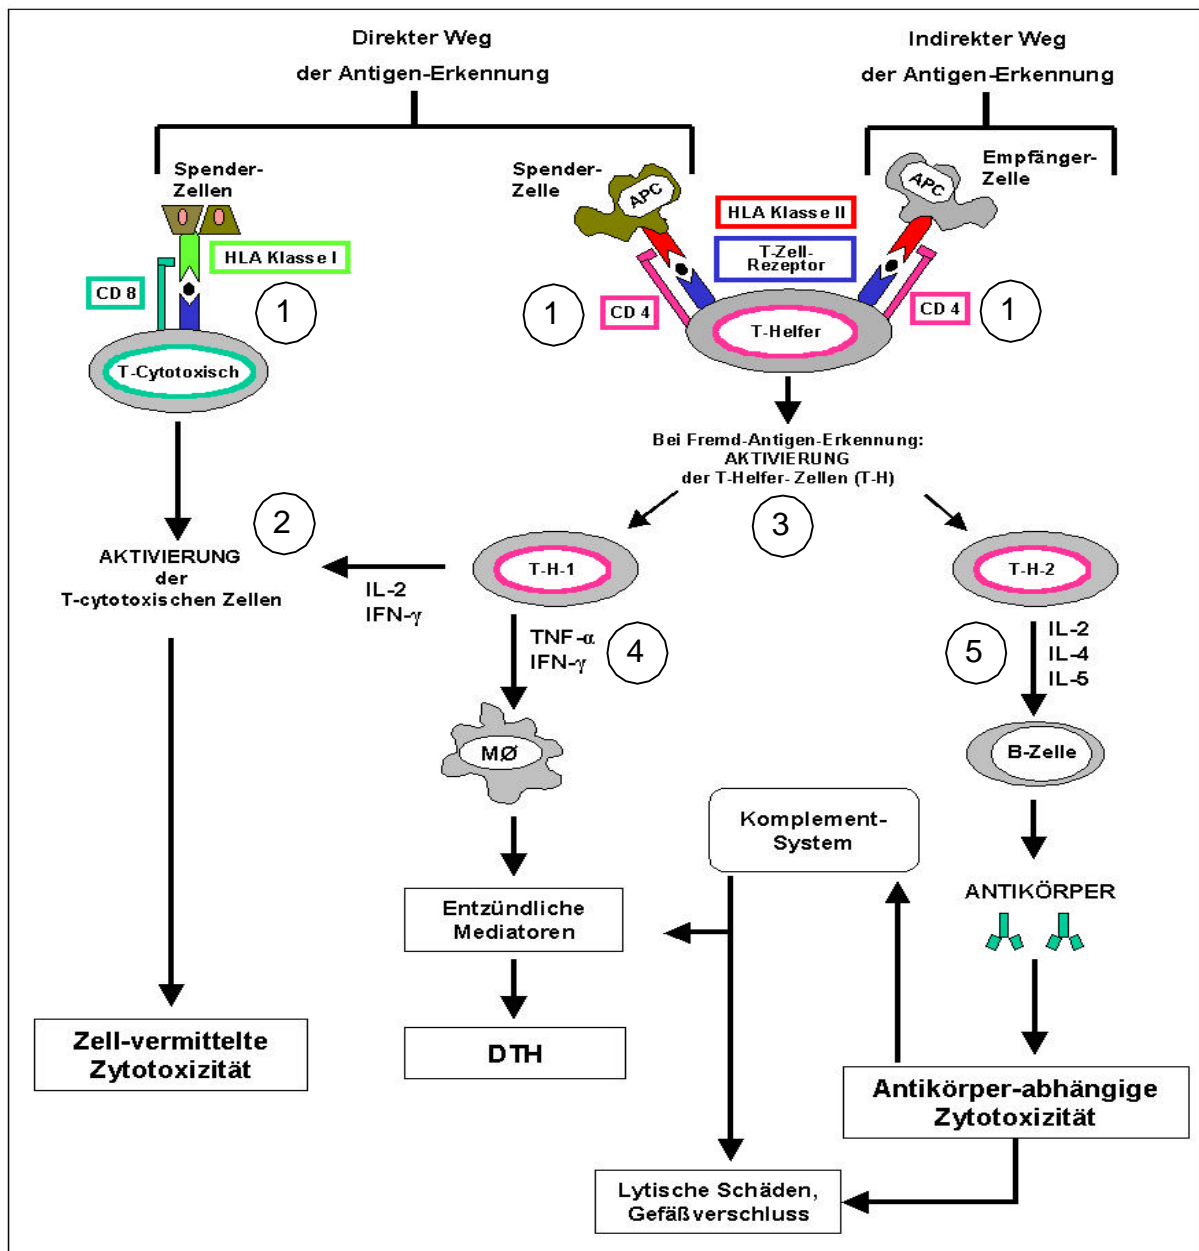 Direkter Weg
der Antigen-Erkennung
Indirekter Weg
der Antigen-Erkennung
Spender-
Zellen
Spender-
Zelle
APC
Empfänger-
Zelle
APC
HLA Klasse I
HLA Klasse II
T-Zell-
Rezeptor
CD 8
1
1
CD 4
CD 4
1
T-Cytotoxisch
T-Helfer
Bei Fremd-Antigen-Erkennung:
AKTIVIERUNG
der T-Helfer- Zellen (T-H)
2
3
AKTIVIERUNG
der
T-cytotoxischen Zellen
IL-2
IFN-γ
T-H-1
T-H-2
TNF-α
IFN-γ
4
5
IL-2
IL-4
IL-5
MØ
B-Zelle
Komplement-
System
ANTIKÖRPER
Entzündliche
Mediatoren
Zell-vermittelte
Zytotoxizität
DTH
Antikörper-abhängige
Zytotoxizität
Lytische Schäden,
Gefäßverschluss